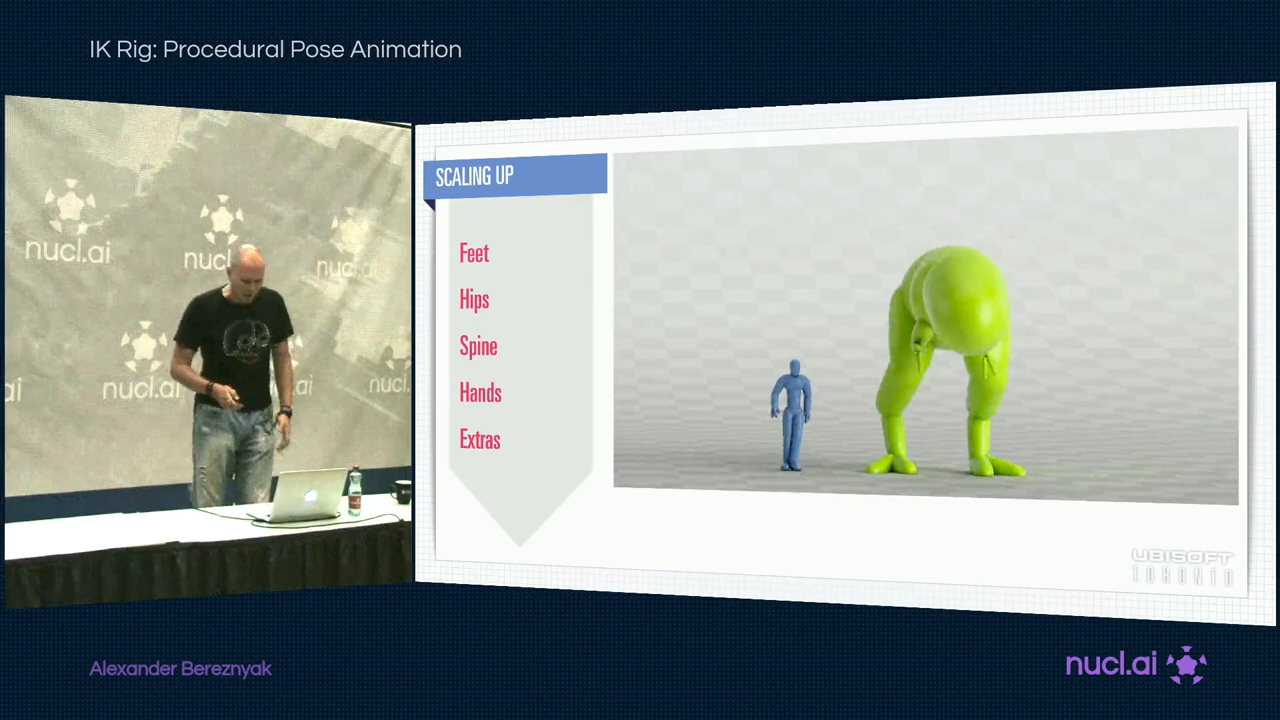 IK Rig: Procedural Pose Animation
nucl.ai
nucl.ai
nucl.ai
nucl.ai
nucl.ai
SCALING UP
Feet
Hips
Spine
Hands
Extras
UBISOFT
TORONTO
Alexander Bereznyak
nucl.ai